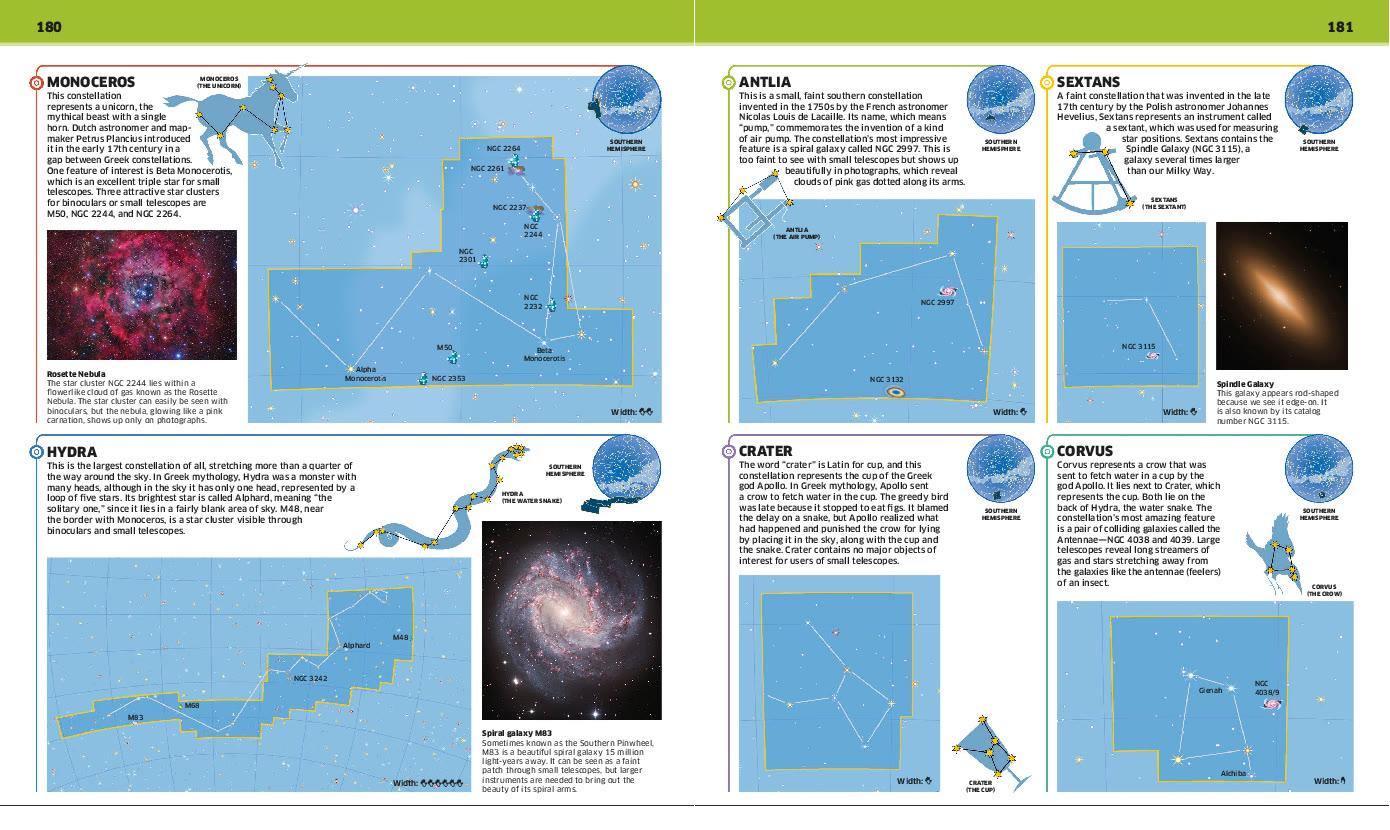 180
MONOCEROS
This constellation
represents a unicorn, the
mythical beast with a single
horn. Dutch astronomer and map-
maker Petrus Plancius introduced
it in the early 17th century in a
gap between Greek constellations.
One feature of interest is Beta Monocerotis,
which is an excellent triple star for small
telescopes. Three attractive star clusters
for binoculars or small telescopes are
M50, NGC 2244, and NGC 2264.
MONOCEROS
(THE UNICORN)
SOUTHERN
HEMISPHERE
NGC 2264
NGC 2261
NGC 2237
NGC
2244
NGC
2301
NGC
2232
M50
Beta
Monocerotis
Alpha
Monocerotis
NGC 2353
Width:
Rosette Nebula
The star cluster NGC 2244 lies within a
flowerlike cloud of gas known as the Rosette
Nebula. The star cluster can easily be seen with
binoculars, but the nebula, glowing like a pink
carnation, shows up only on photographs.
HYDRA
This is the largest constellation of all, stretching more than a quarter of
the way around the sky. In Greek mythology, Hydra was a monster with
many heads, although in the sky it has only one head, represented by a
loop of five stars. Its brightest star is called Alphard, meaning "the
solitary one," since it lies in a fairly blank area of sky. M48, near
the border with Monoceros, is a star cluster visible through
binoculars and small telescopes.
HYDRA
(THE WATER SNAKE)
SOUTHERN
HEMISPHERE
M48
Alphard
NGC 3242
M68
M83
Width:
Spiral galaxy M83
Sometimes known as the Southern Pinwheel,
M83 is a beautiful spiral galaxy 15 million
light-years away. It can be seen as a faint
patch through small telescopes, but larger
instruments are needed to bring out the
beauty of its spiral arms.
181
ANTLIA
This is a small, faint southern constellation
invented in the 1750s by the French astronomer
Nicolas Louis de Lacaille. Its name, which means
"pump," commemorates the invention of a kind
of air pump. The constellation's most impressive
feature is a spiral galaxy called NGC 2997. This is
too faint to see with small telescopes but shows up
beautifully in photographs, which reveal
clouds of pink gas dotted along its arms.
SOUTHERN
HEMISPHERE
ANTLIA
(THE AIR PUMP)
NGC 2997
NGC 3132
Width:
SEXTANS
A faint constellation that was invented in the late
17th century by the Polish astronomer Johannes
Hevelius, Sextans represents an instrument called
a sextant, which was used for measuring
star positions. Sextans contains the
Spindle Galaxy (NGC 3115), a
galaxy several times larger
than our Milky Way.
SOUTHERN
HEMISPHERE
SEXTANS
(THE SEXTANT)
NGC 3115
Width:
Spindle Galaxy
This galaxy appears rod-shaped
because we see it edge-on. It
is also known by its catalog
number NGC 3115.
CRATER
The word "crater" is Latin for cup, and this
constellation represents the cup of the Greek
god Apollo. In Greek mythology, Apollo sent
a crow to fetch water in the cup. The greedy bird
was late because it stopped to eat figs. It blamed
the delay on a snake, but Apollo realized what
had happened and punished the crow for lying
by placing it in the sky, along with the cup and
the snake. Crater contains no major objects of
interest for users of small telescopes.
SOUTHERN
HEMISPHERE
Width:
CRATER
(THE CUP)
CORVUS
Corvus represents a crow that was
sent to fetch water in a cup by the
god Apollo. It lies next to Crater, which
represents the cup. Both lie on the
back of Hydra, the water snake. The
constellation's most amazing feature
is a pair of colliding galaxies called the
Antennae—NGC 4038 and 4039. Large
telescopes reveal long streamers of
gas and stars stretching away from
the galaxies like the antennae (feelers)
of an insect.
SOUTHERN
HEMISPHERE
CORVUS
(THE CROW)
Gienah
NGC
4038/9
Alchiba
Width: